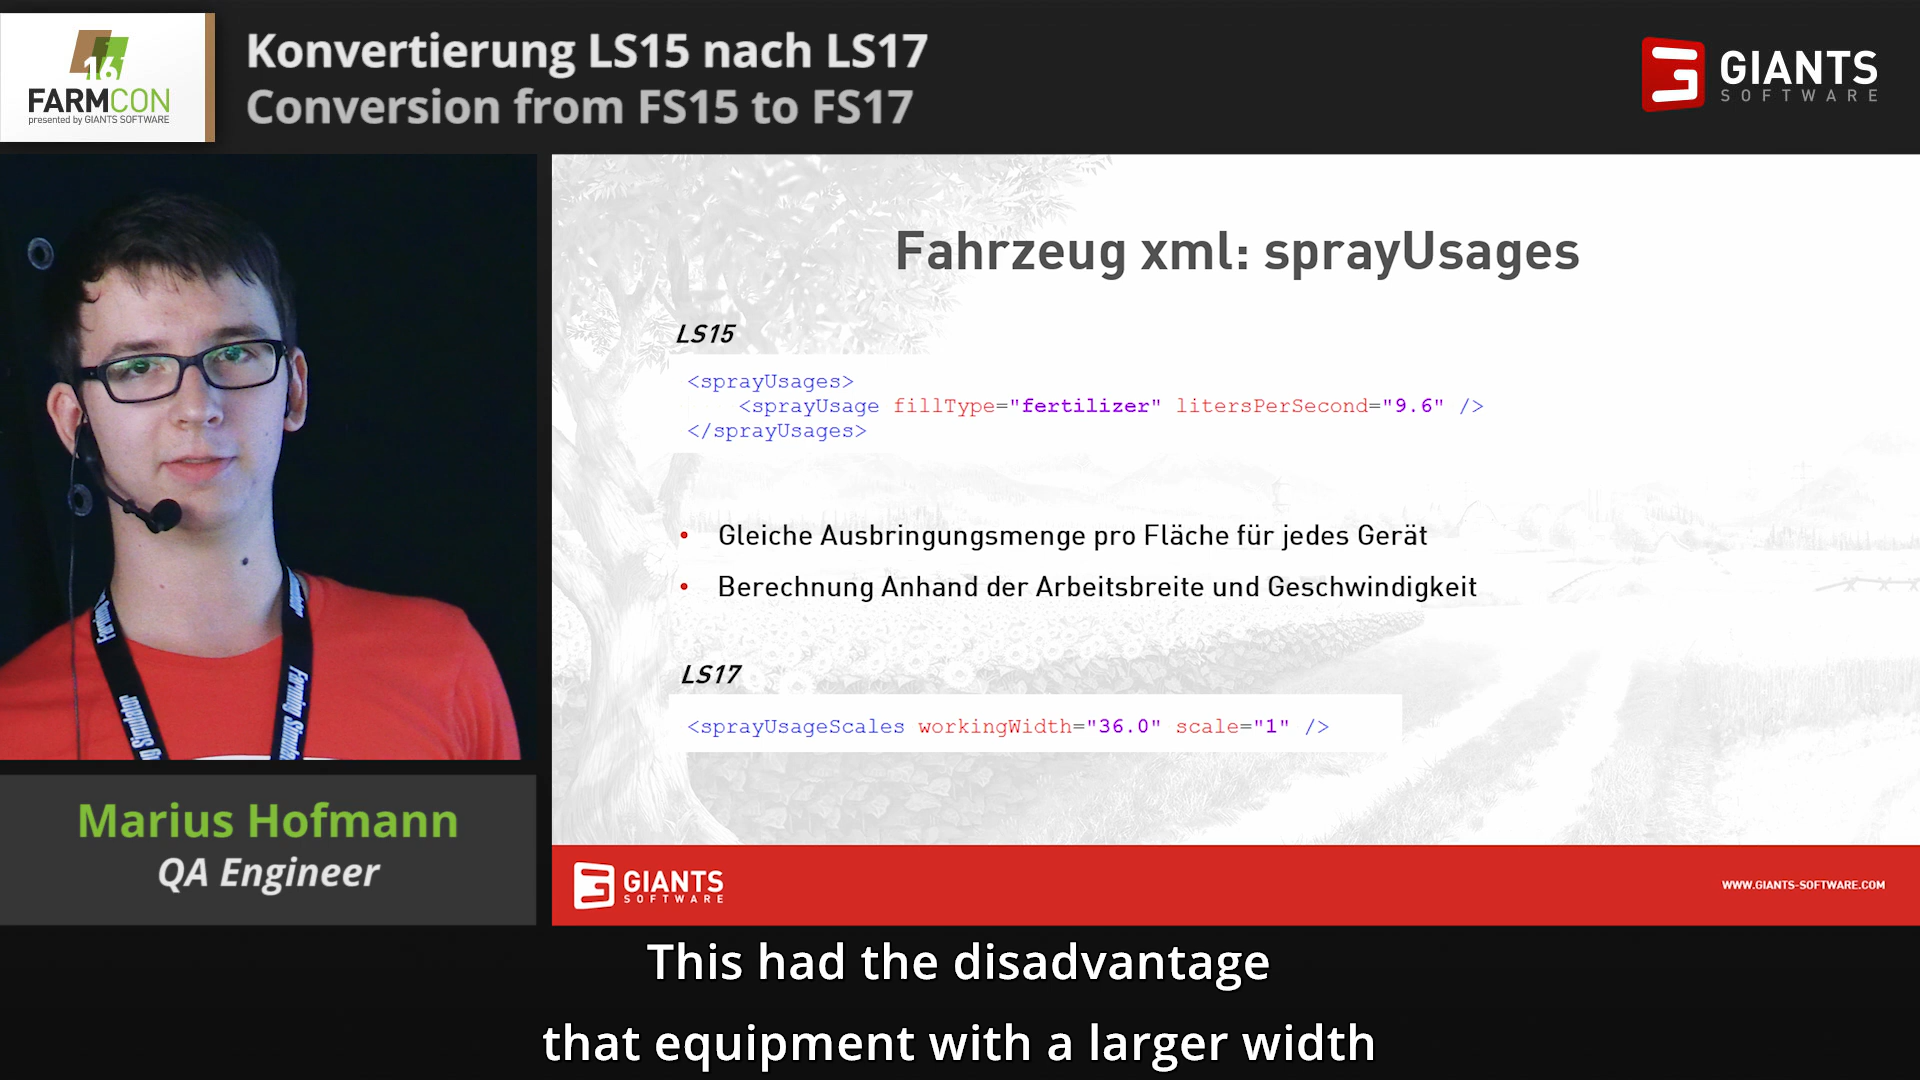 16
FARMCON
presented by GIANTS SOFTWARE
Konvertierung LS15 nach LS17
Conversion from FS15 to FS17
GIANTS
SOFTWARE
Fahrzeug xml: sprayUsages
LS15
<sprayUsages>
<sprayUsage fillType="fertilizer" litersPerSecond="9.6" />
</sprayUsages>
• Gleiche Ausbringungsmenge pro Fläche für jedes Gerät
• Berechnung Anhand der Arbeitsbreite und Geschwindigkeit
LS17
<sprayUsageScales workingWidth="36.0" scale="1" />
Farming Simulator
Marius Hofmann
QA Engineer
GIANTS
SOFTWARE
WWW.GIANTS-SOFTWARE.COM
This had the disadvantage
that equipment with a larger width